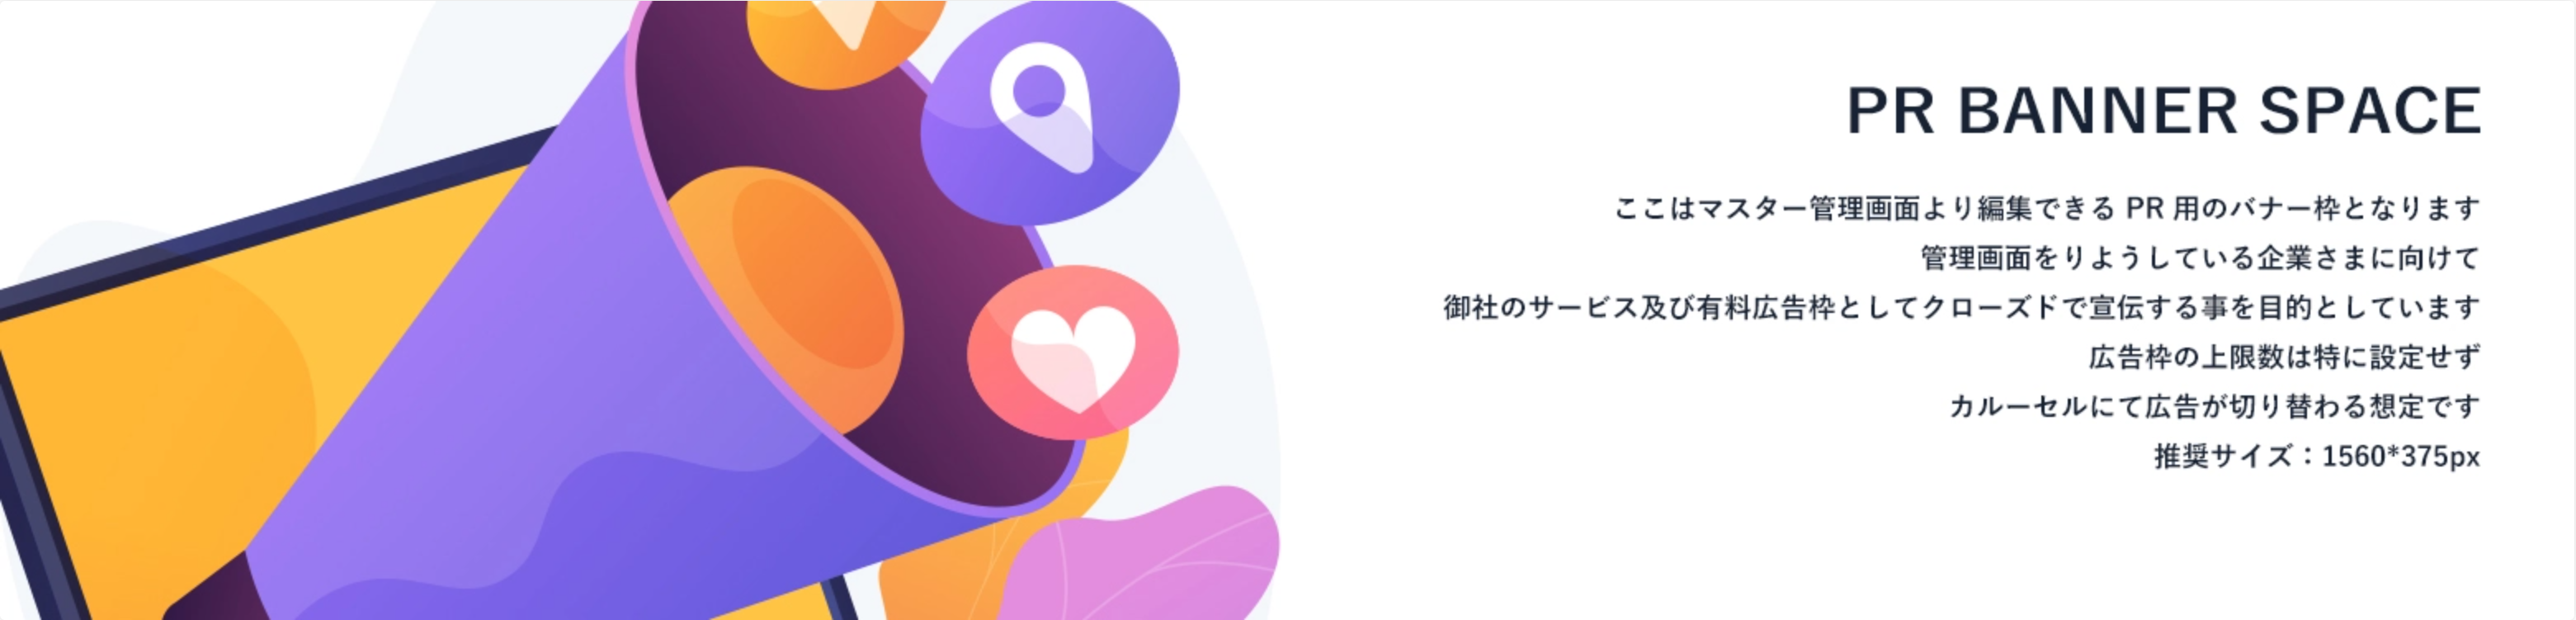 PR BANNER SPACE
ここはマスター管理画面より編集できる PR 用のバナー枠となります
管理画面をりようしている企業さまに向けて
御社のサービス及び有料広告枠としてクローズドで宣伝する事を目的としています
広告枠の上限数は特に設定せず
カルーセルにて広告が切り替わる想定です
推奨サイズ：1560*375px